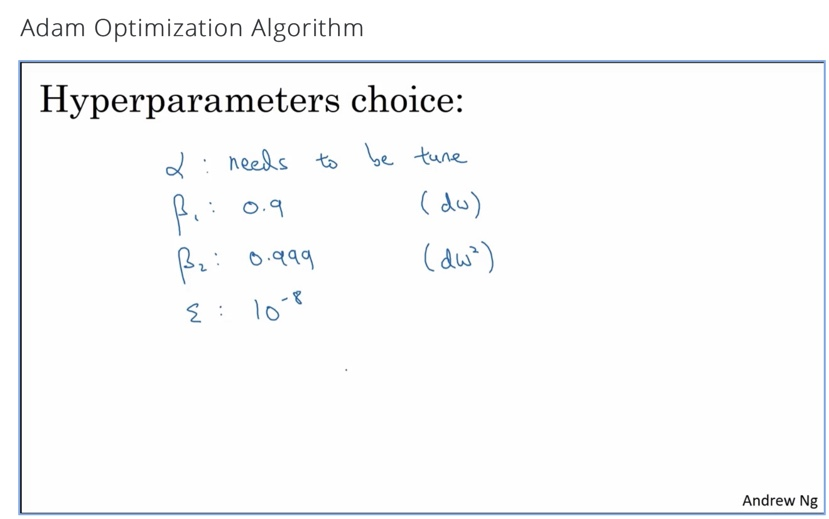 Adam Optimization Algorithm
Hyperparameters choice:
α : needs to be tune
β₁ : 0.9 (dw)
β₂ : 0.999 (dw²)
ε : 10⁻⁸
Andrew Ng